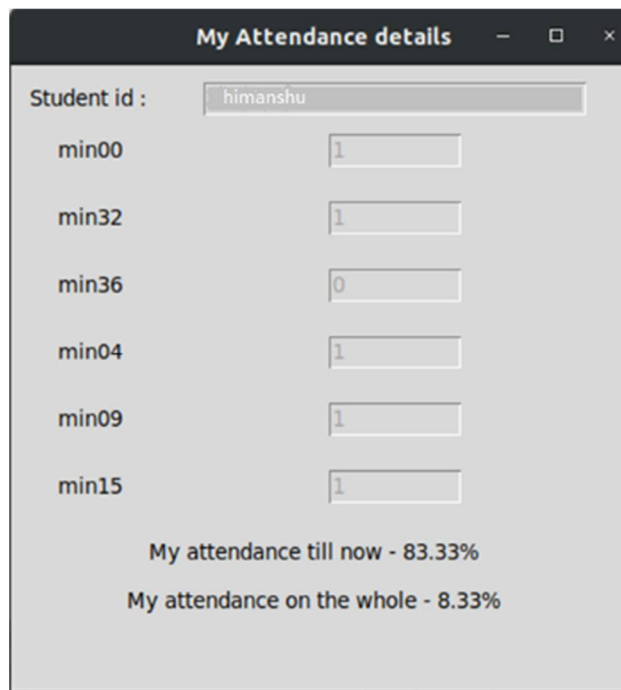 My Attendance details
Student id : himanshu
min00 1
min32 1
min36 0
min04 1
min09 1
min15 1
My attendance till now - 83.33%
My attendance on the whole - 8.33%